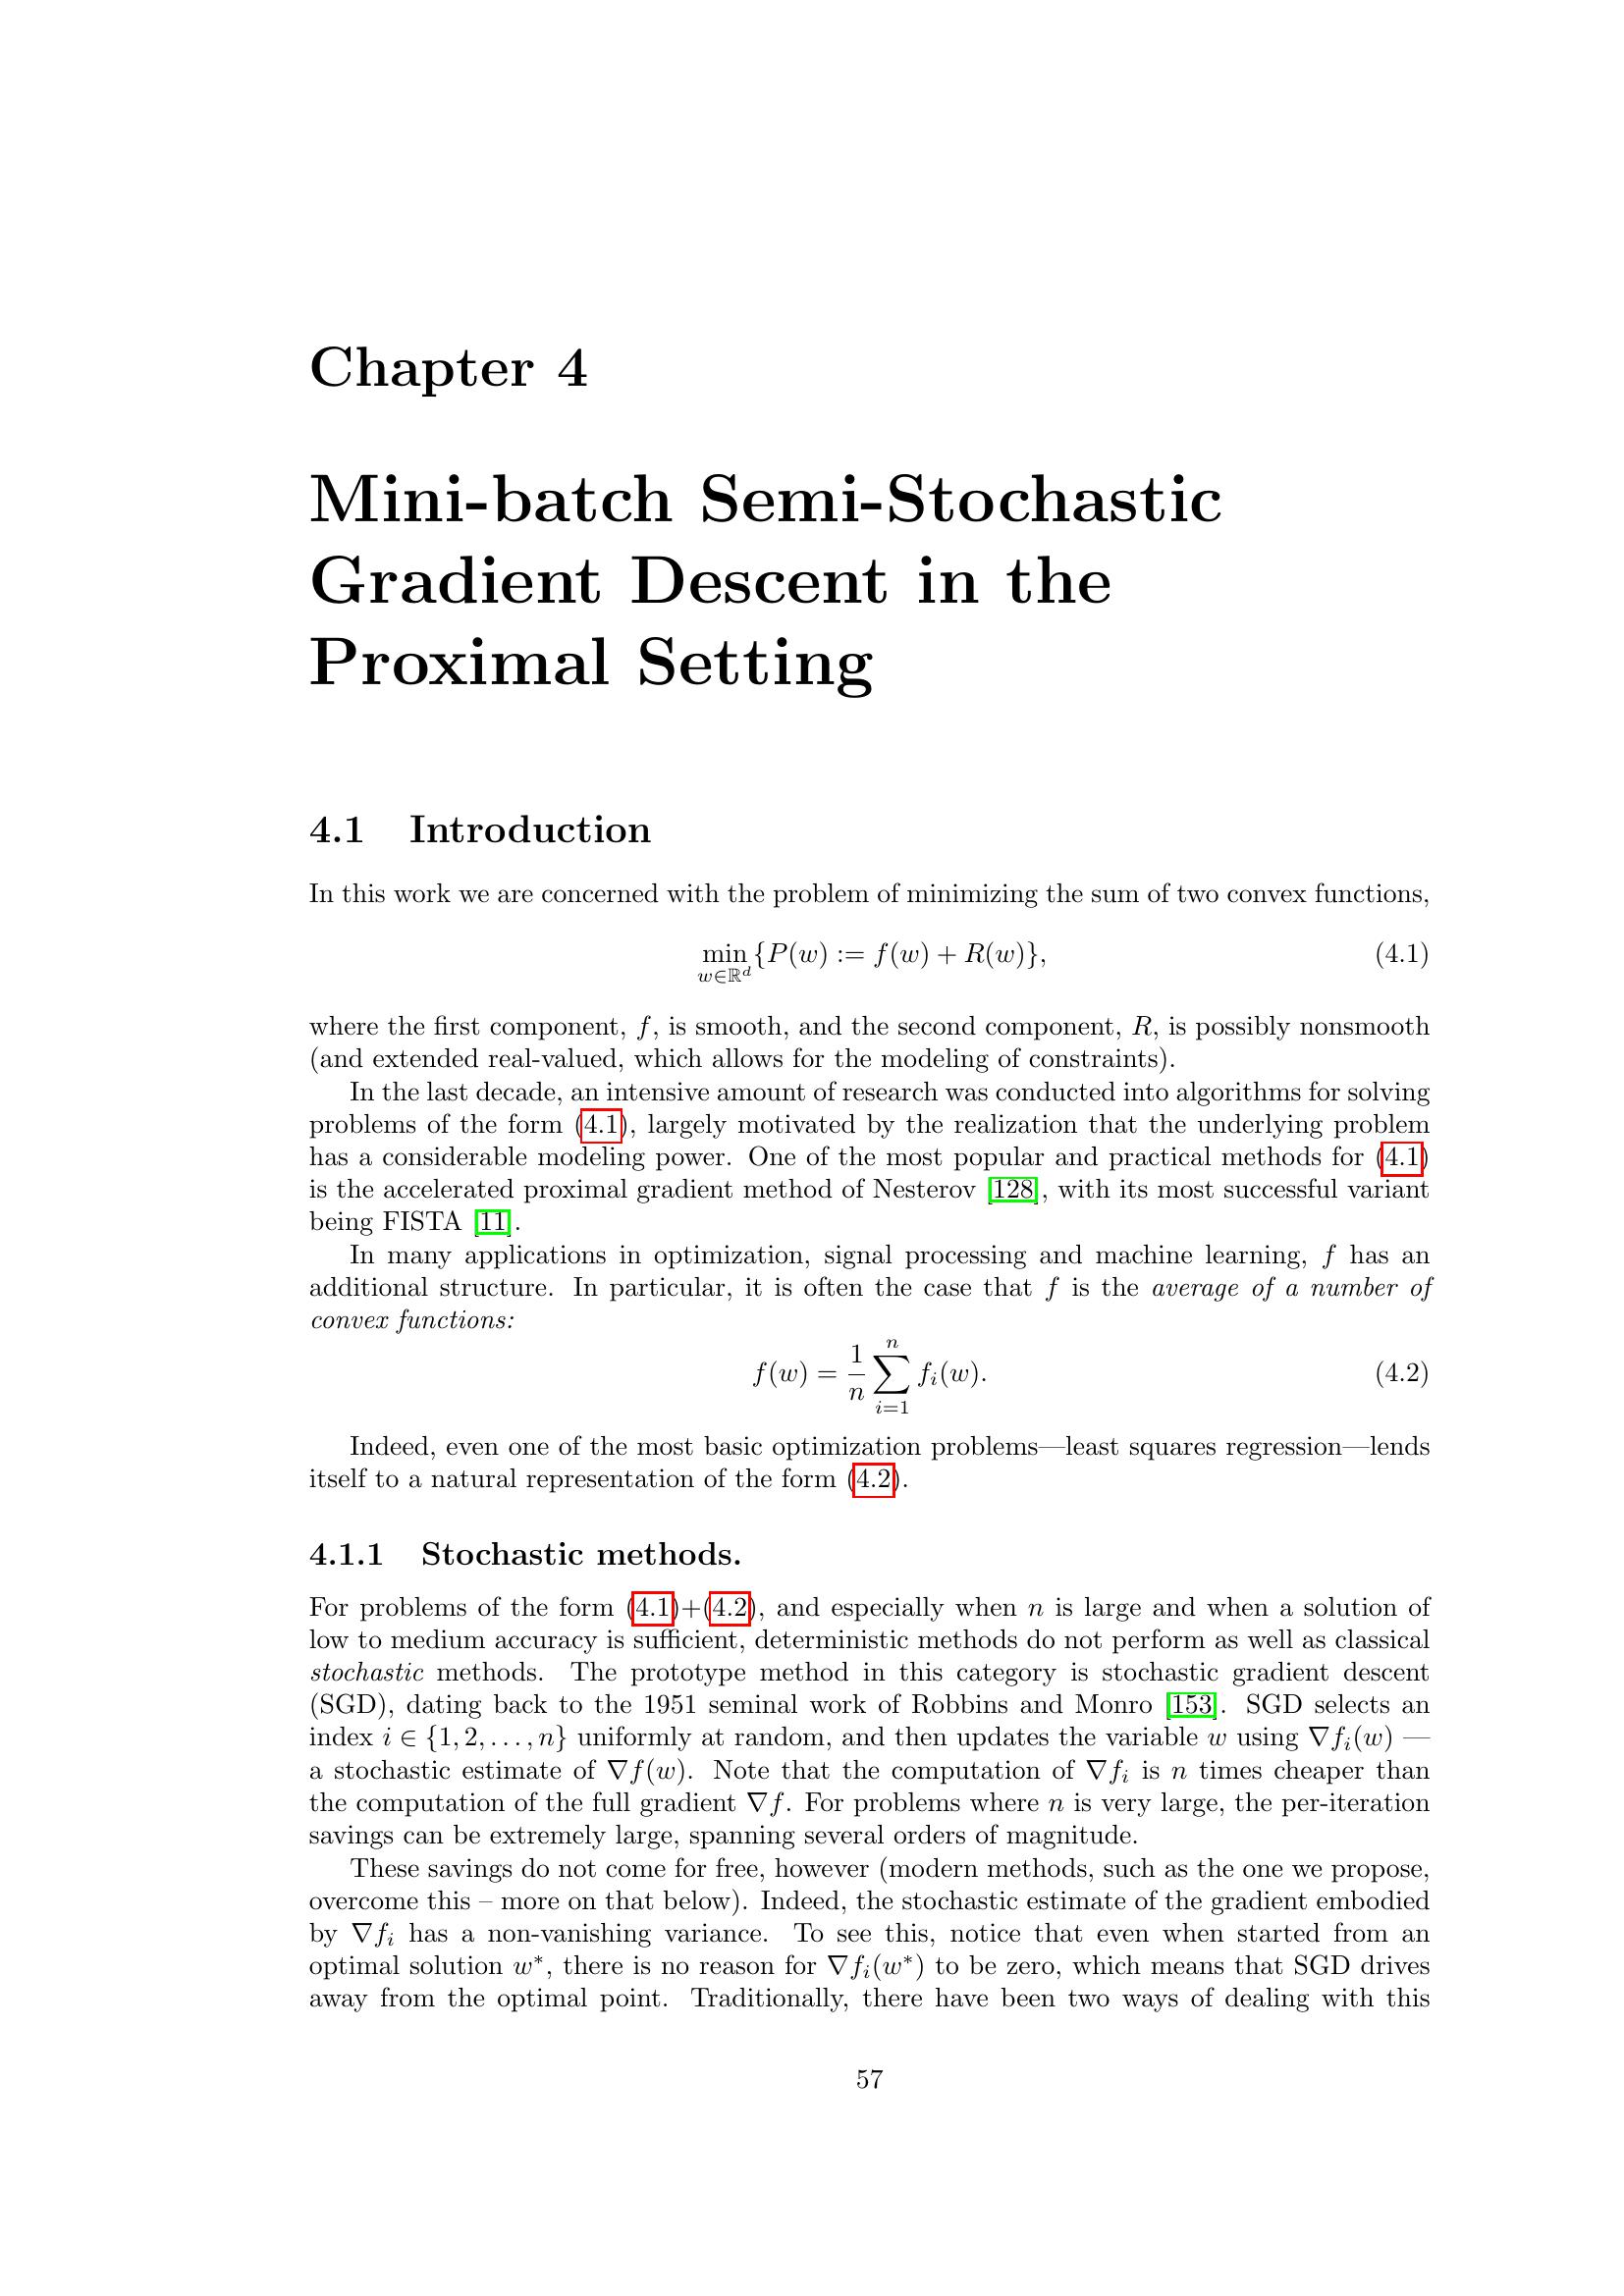 Chapter 4
Mini-batch Semi-Stochastic
Gradient Descent in the
Proximal Setting
4.1 Introduction
In this work we are concerned with the problem of minimizing the sum of two convex functions,
min_{w∈ℝ^d} {P(w) := f(w) + R(w)}, (4.1)
where the first component, f, is smooth, and the second component, R, is possibly nonsmooth
(and extended real-valued, which allows for the modeling of constraints).
In the last decade, an intensive amount of research was conducted into algorithms for solving
problems of the form (4.1), largely motivated by the realization that the underlying problem
has a considerable modeling power. One of the most popular and practical methods for (4.1)
is the accelerated proximal gradient method of Nesterov [128], with its most successful variant
being FISTA [11].
In many applications in optimization, signal processing and machine learning, f has an
additional structure. In particular, it is often the case that f is the average of a number of
convex functions:
f(w) = \frac{1}{n} \sum_{i=1}^{n} f_i(w). (4.2)
Indeed, even one of the most basic optimization problems—least squares regression—lends
itself to a natural representation of the form (4.2).
4.1.1 Stochastic methods.
For problems of the form (4.1)+(4.2), and especially when n is large and when a solution of
low to medium accuracy is sufficient, deterministic methods do not perform as well as classical
stochastic methods. The prototype method in this category is stochastic gradient descent
(SGD), dating back to the 1951 seminal work of Robbins and Monro [153]. SGD selects an
index i ∈ {1, 2, . . . , n} uniformly at random, and then updates the variable w using ∇f_i(w) —
a stochastic estimate of ∇f(w). Note that the computation of ∇f_i is n times cheaper than
the computation of the full gradient ∇f. For problems where n is very large, the per-iteration
savings can be extremely large, spanning several orders of magnitude.
These savings do not come for free, however (modern methods, such as the one we propose,
overcome this – more on that below). Indeed, the stochastic estimate of the gradient embodied
by ∇f_i has a non-vanishing variance. To see this, notice that even when started from an
optimal solution w*, there is no reason for ∇f_i(w*) to be zero, which means that SGD drives
away from the optimal point. Traditionally, there have been two ways of dealing with this
57